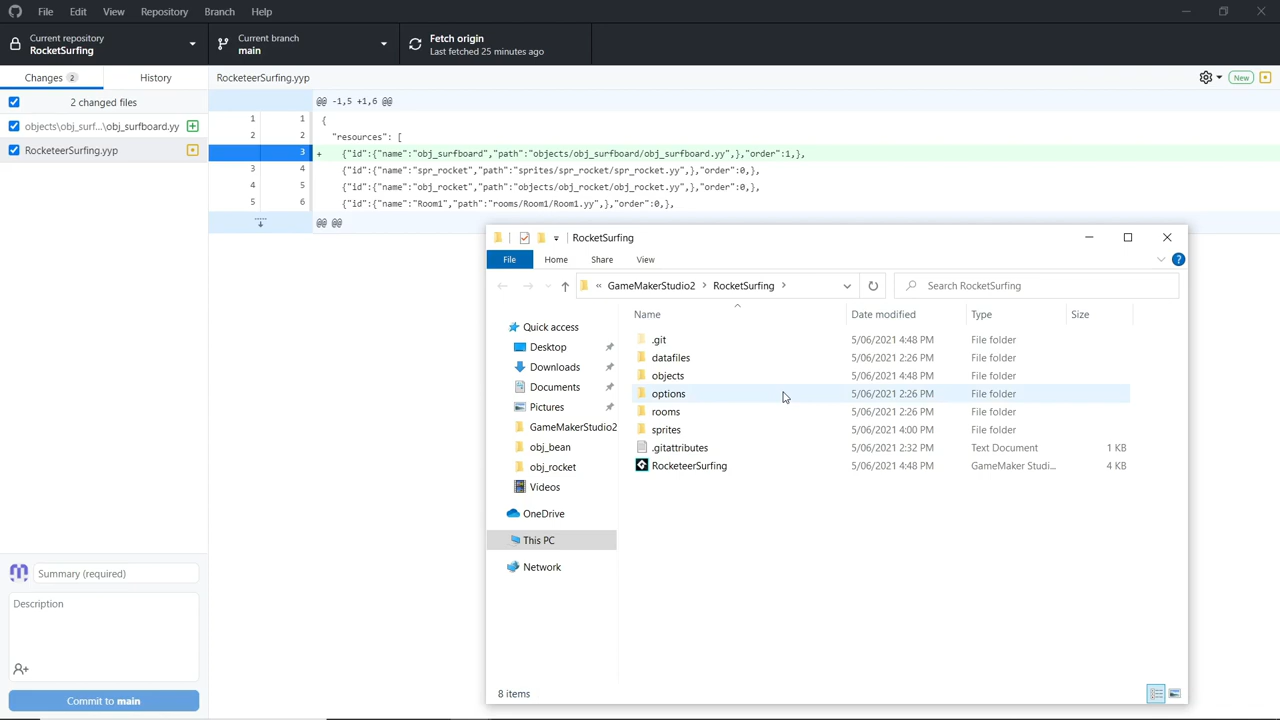 File Edit View Repository Branch Help
Current repository
RocketSurfing
Current branch
main
Fetch origin
Last fetched 25 minutes ago
Changes 2
History
RocketeerSurfing.yyp
New
2 changed files
objects\obj_surf...\obj_surfboard.yy
RocketeerSurfing.yyp
@@ -1,5 +1,6 @@
1 1 {
2 2 "resources": [
3 + {"id":{"name":"obj_surfboard","path":"objects/obj_surfboard/obj_surfboard.yy",},"order":1,},
3 4 {"id":{"name":"spr_rocket","path":"sprites/spr_rocket/spr_rocket.yy",},"order":0,},
4 5 {"id":{"name":"obj_rocket","path":"objects/obj_rocket/obj_rocket.yy",},"order":0,},
5 6 {"id":{"name":"Room1","path":"rooms/Room1/Room1.yy",},"order":0,},
@@ @@
Summary (required)
Description
Commit to main
RocketSurfing
File Home Share View
« GameMakerStudio2 > RocketSurfing >
Search RocketSurfing
Quick access
Desktop
Downloads
Documents
Pictures
GameMakerStudio2
obj_bean
obj_rocket
Videos
OneDrive
This PC
Network
Name Date modified Type Size
.git 5/06/2021 4:48 PM File folder
datafiles 5/06/2021 2:26 PM File folder
objects 5/06/2021 4:48 PM File folder
options 5/06/2021 2:26 PM File folder
rooms 5/06/2021 2:26 PM File folder
sprites 5/06/2021 4:00 PM File folder
.gitattributes 5/06/2021 2:32 PM Text Document 1 KB
RocketeerSurfing 5/06/2021 4:48 PM GameMaker Studi... 4 KB
8 items